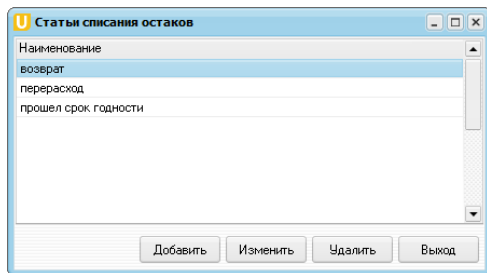 U Статьи списания остаков
Наименование
возврат
перерасход
прошел срок годности
Добавить Изменить Удалить Выход